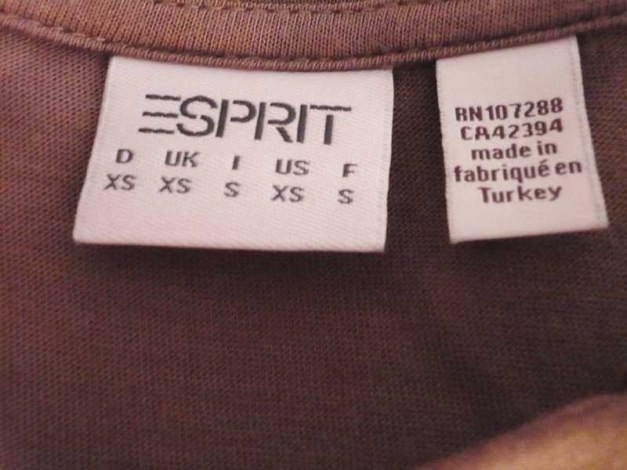 ESPRIT
D UK I US F
XS XS S XS S
RN107288
CA42394
made in
fabriqué en
Turkey